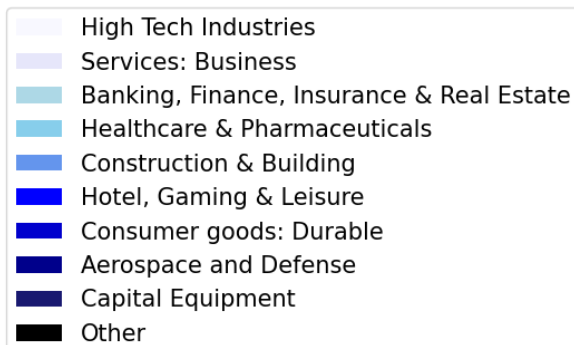 High Tech Industries
Services: Business
Banking, Finance, Insurance & Real Estate
Healthcare & Pharmaceuticals
Construction & Building
Hotel, Gaming & Leisure
Consumer goods: Durable
Aerospace and Defense
Capital Equipment
Other